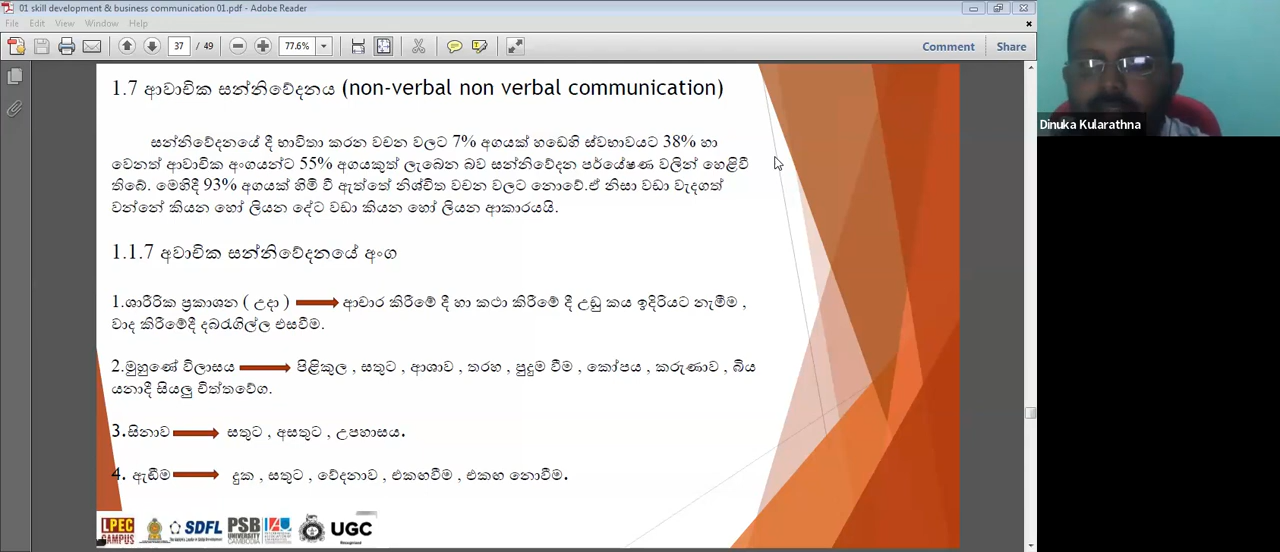 01 skill development & business communication 01.pdf - Adobe Reader
File Edit View Window Help
37 / 49 77.6% Comment Share
1.7 ආවාචික සන්නිවේදනය (non-verbal non verbal communication)
සන්නිවේදනයේ දී භාවිතා කරන වචන වලට 7% අගයක් හඩෙහි ස්වභාවයට 38% හා
වෙනත් ආවාචික අංගයන්ට 55% අගයකුත් ලැබෙන බව සන්නිවේදන පර්යේෂණ වලින් හෙළිවී
තිබේ. මෙහිදී 93% අගයක් හිමි වී ඇත්තේ නිශ්චිත වචන වලට නොවේ.ඒ නිසා වඩා වැදගත්
වන්නේ කියන හෝ ලියන දේට වඩා කියන හෝ ලියන ආකාරයයි.
1.1.7 අවාචික සන්නිවේදනයේ අංග
1.ශාරීරික ප්‍රකාශන ( උදා ) ආචාර කිරීමේ දී හා කථා කිරීමේ දී උඩු කය ඉදිරියට නැමීම ,
වාද කිරීමේදී දබරැගිල්ල එසවීම.
2.මුහුණේ විලාසය පිළිකුල , සතුට , ආශාව , තරහ , පුදුම වීම , කෝපය , කරුණාව , බිය
යනාදී සියලු චිත්තවේග.
3.සිනාව සතුට , අසතුට , උපහාසය.
4. ඇඬීම දුක , සතුට , වේදනාව , එකඟවීම , එකඟ නොවීම.
LPEC CAMPUS SDFL PSB UNIVERSITY CAMBODIA IAU UGC
Dinuka Kularathna